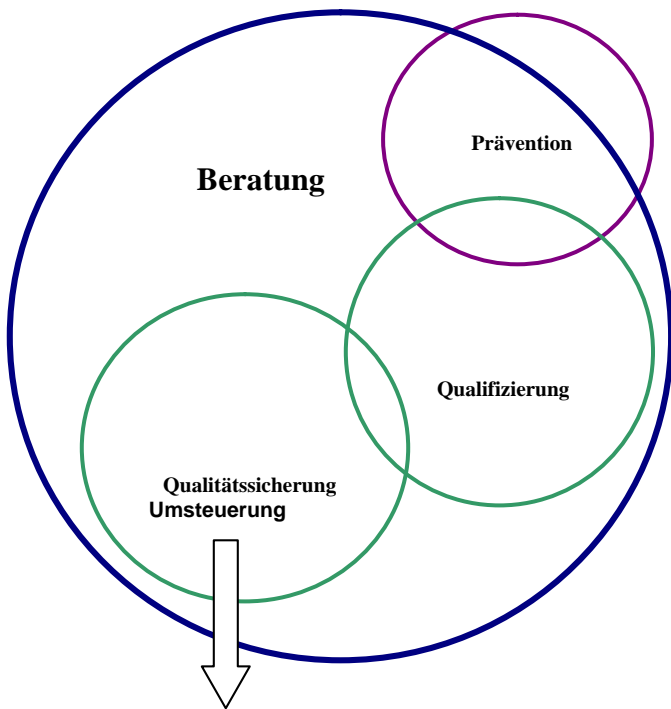 Prävention
Beratung
Qualifizierung
Qualitätssicherung
Umsteuerung